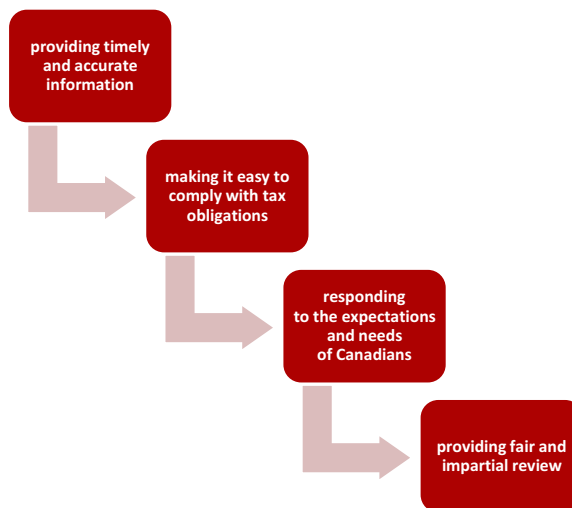 providing timely
and accurate
information
making it easy to
comply with tax
obligations
responding
to the expectations
and needs
of Canadians
providing fair and
impartial review